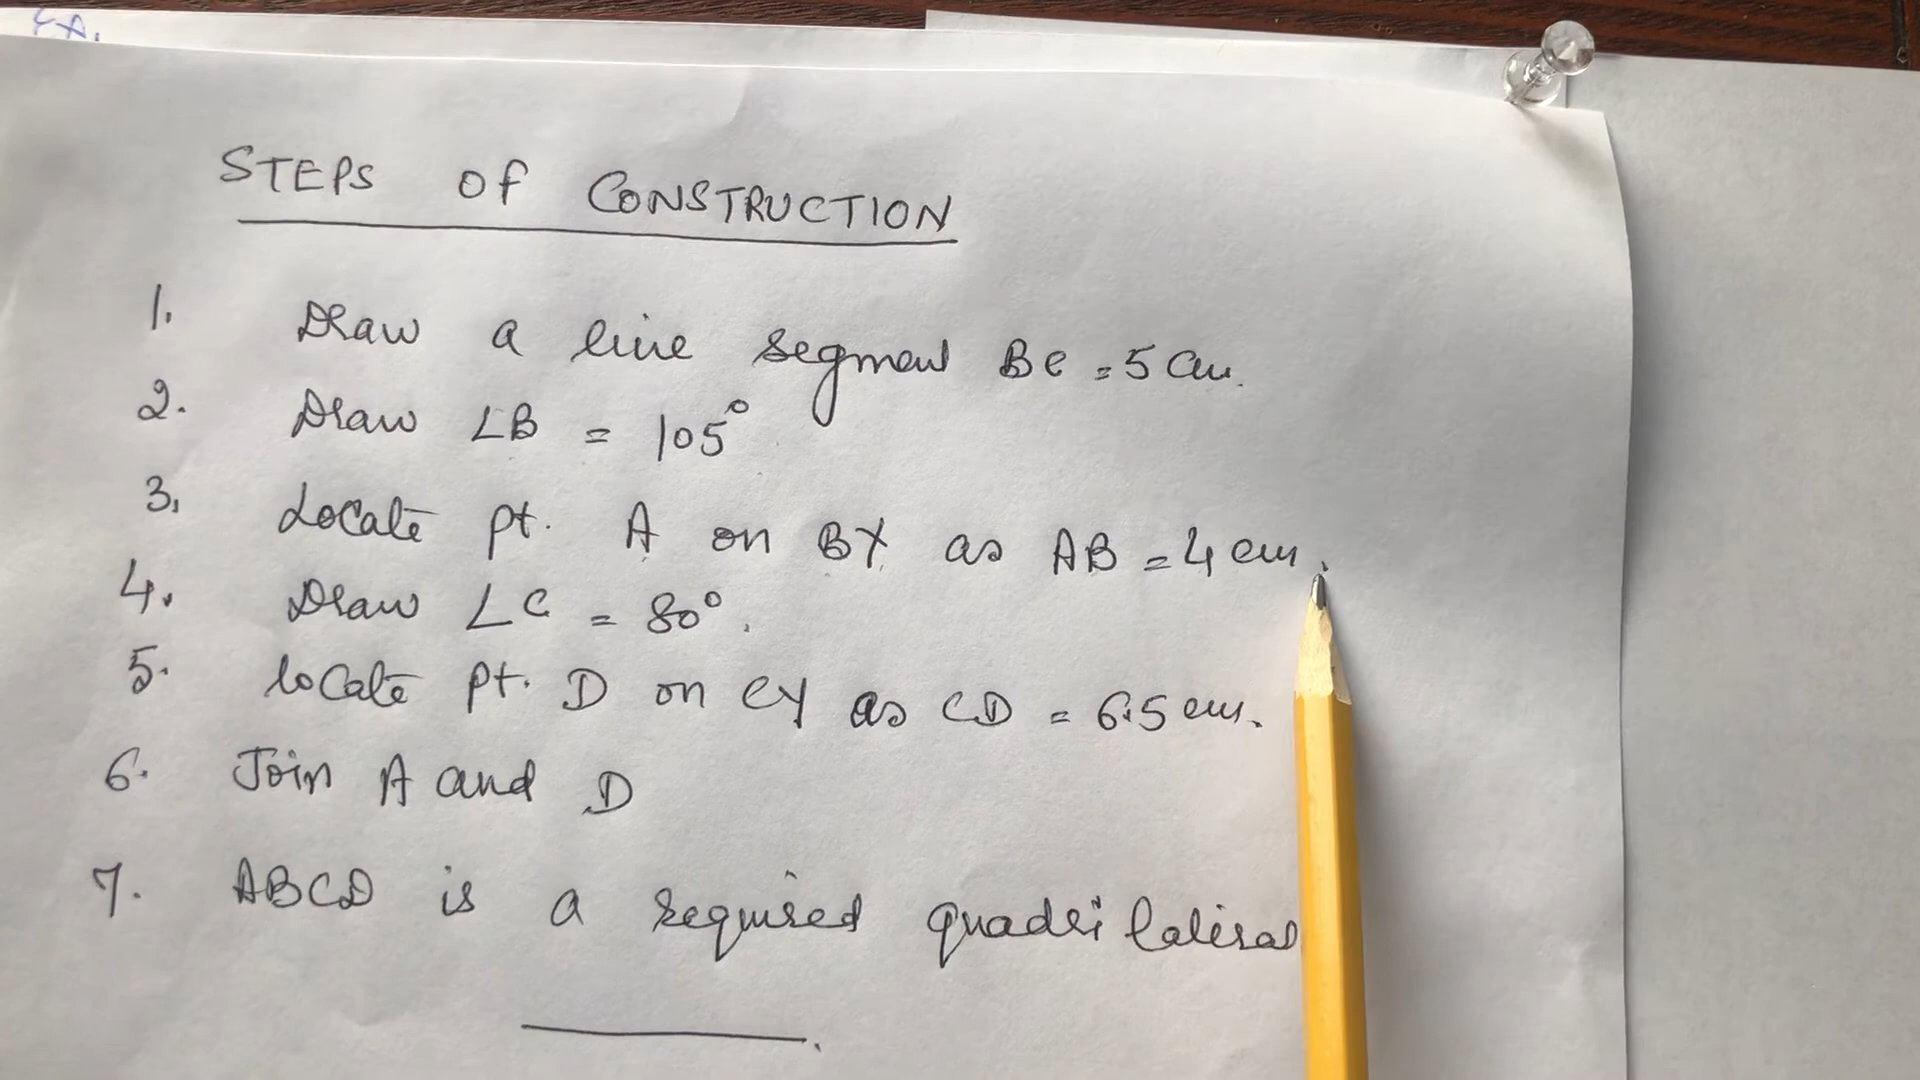 STEPS OF CONSTRUCTION
1. Draw a line segment BC = 5 cm.
2. Draw ∠B = 105°
3. Locate pt. A on BX as AB = 4 cm.
4. Draw ∠C = 80°.
5. locate pt. D on CY as CD = 6.5 cm.
6. Join A and D
7. ABCD is a required quadrilateral